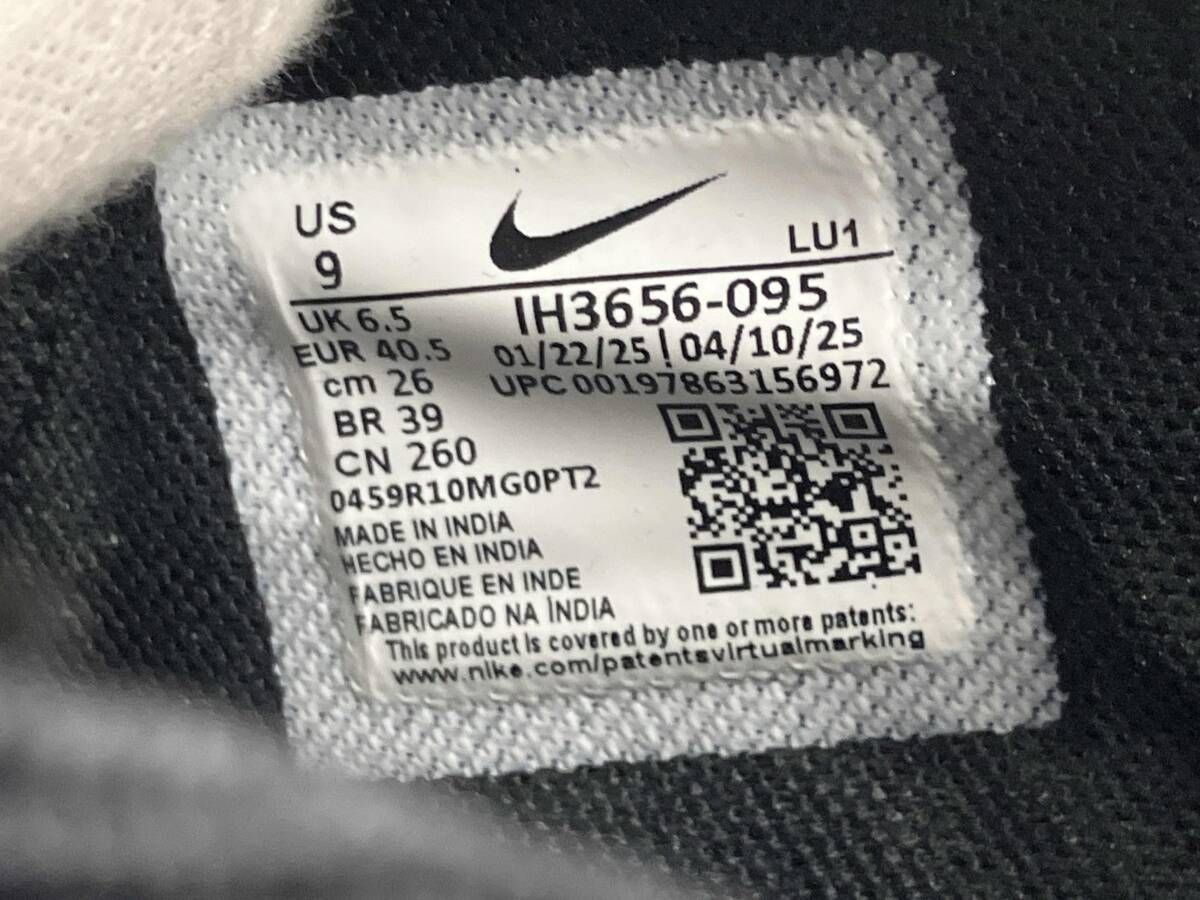 US
9
LU1
UK 6.5
IH3656-095
EUR 40.5
01/22/25 | 04/10/25
cm 26
UPC 00197863156972
BR 39
CN 260
0459R10MG0PT2
MADE IN INDIA
HECHO EN INDIA
FABRIQUE EN INDE
FABRICADO NA ÍNDIA
This product is covered by one or more patents:
www.nike.com/patentsvirtualmarking